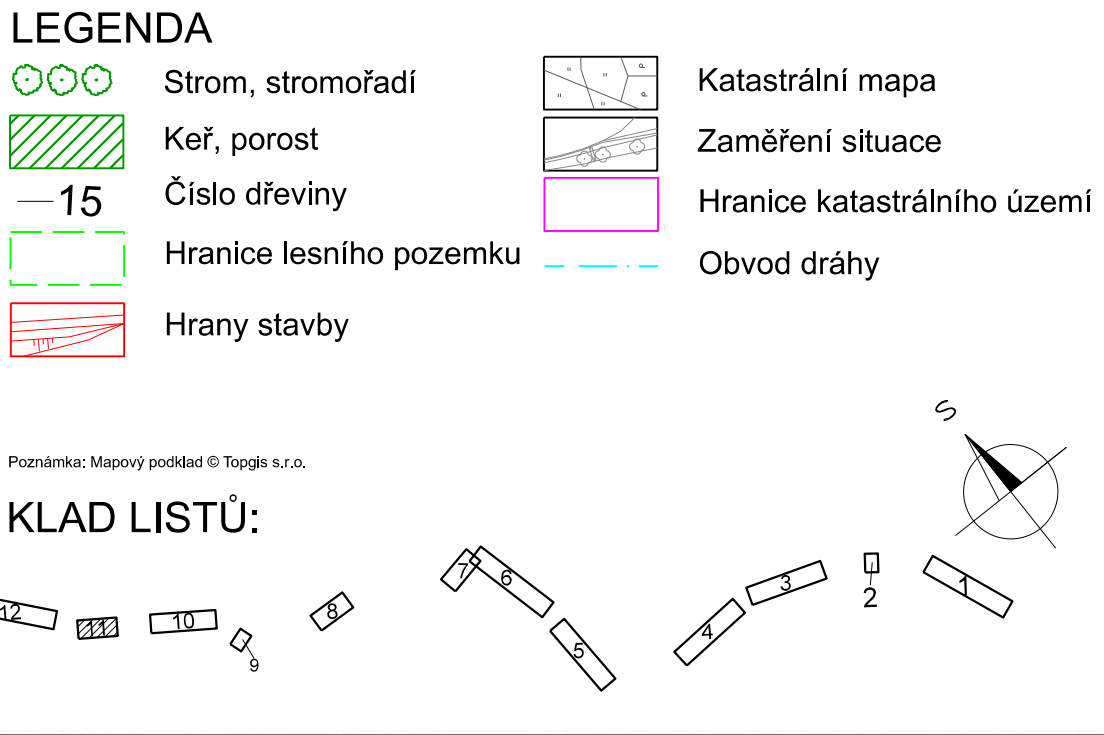 LEGENDA
Strom, stromořadí
Keř, porost
15
Číslo dřeviny
Hranice lesního pozemku
Hrany stavby
Katastrální mapa
Zaměření situace
Hranice katastrálního území
Obvod dráhy
S
Poznámka: Mapový podklad © Topgis s.r.o.
KLAD LISTŮ:
12
11
10
9
8
7
6
5
4
3
2
1